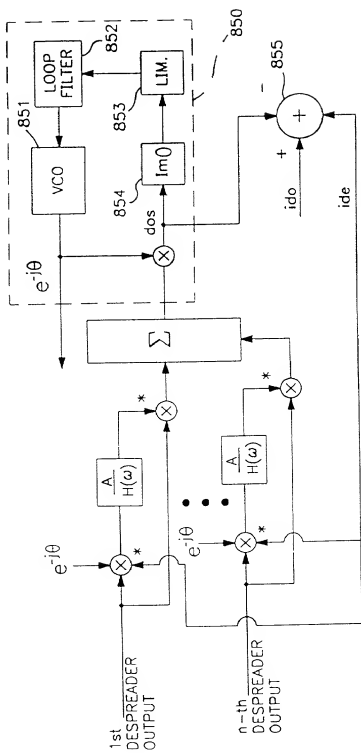 851
852
850
VCO
LOOP
FILTER
e-jθ
854
853
Im()
LIM.
dos
×
Σ
855
-
+
+
ido
ide
e-jθ
A
H(ω)
*
×
*
×
1st
DESPREADER
OUTPUT
e-jθ
A
H(ω)
*
×
*
×
n-th
DESPREADER
OUTPUT